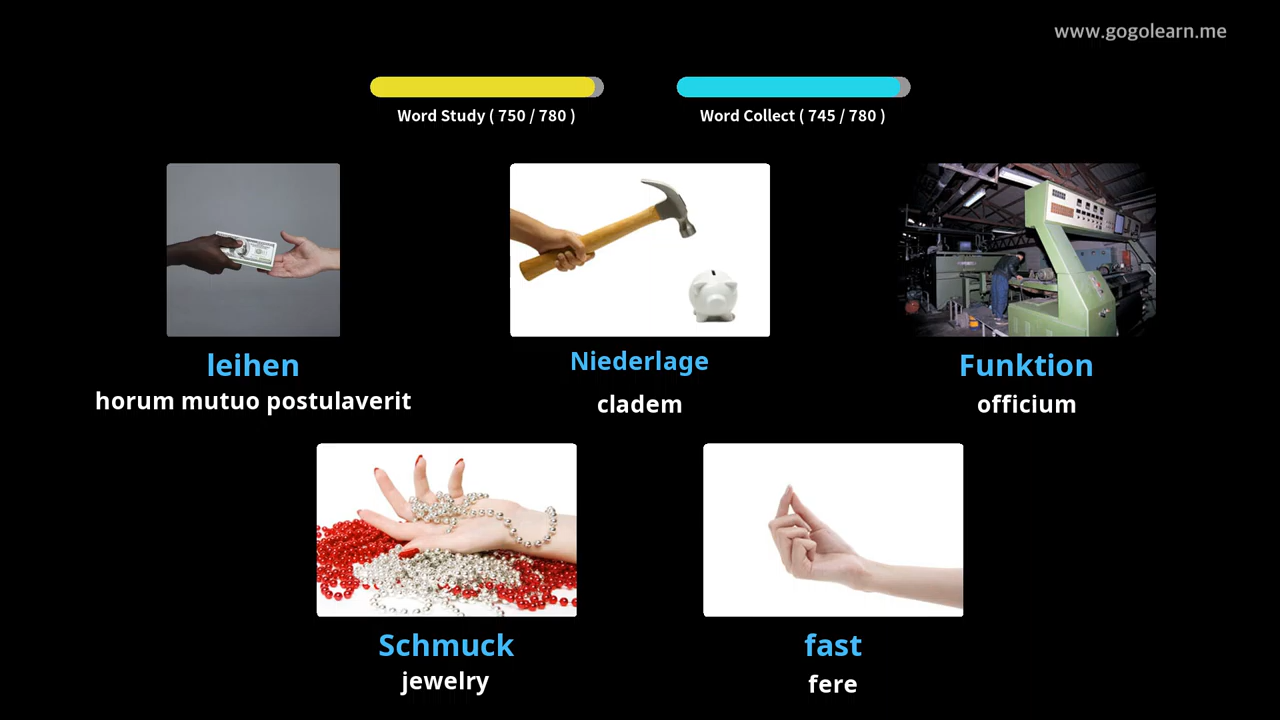 www.gogolearn.me
Word Study ( 750 / 780 )
Word Collect ( 745 / 780 )
leihen
horum mutuo postulaverit
Niederlage
cladem
Funktion
officium
Schmuck
jewelry
fast
fere